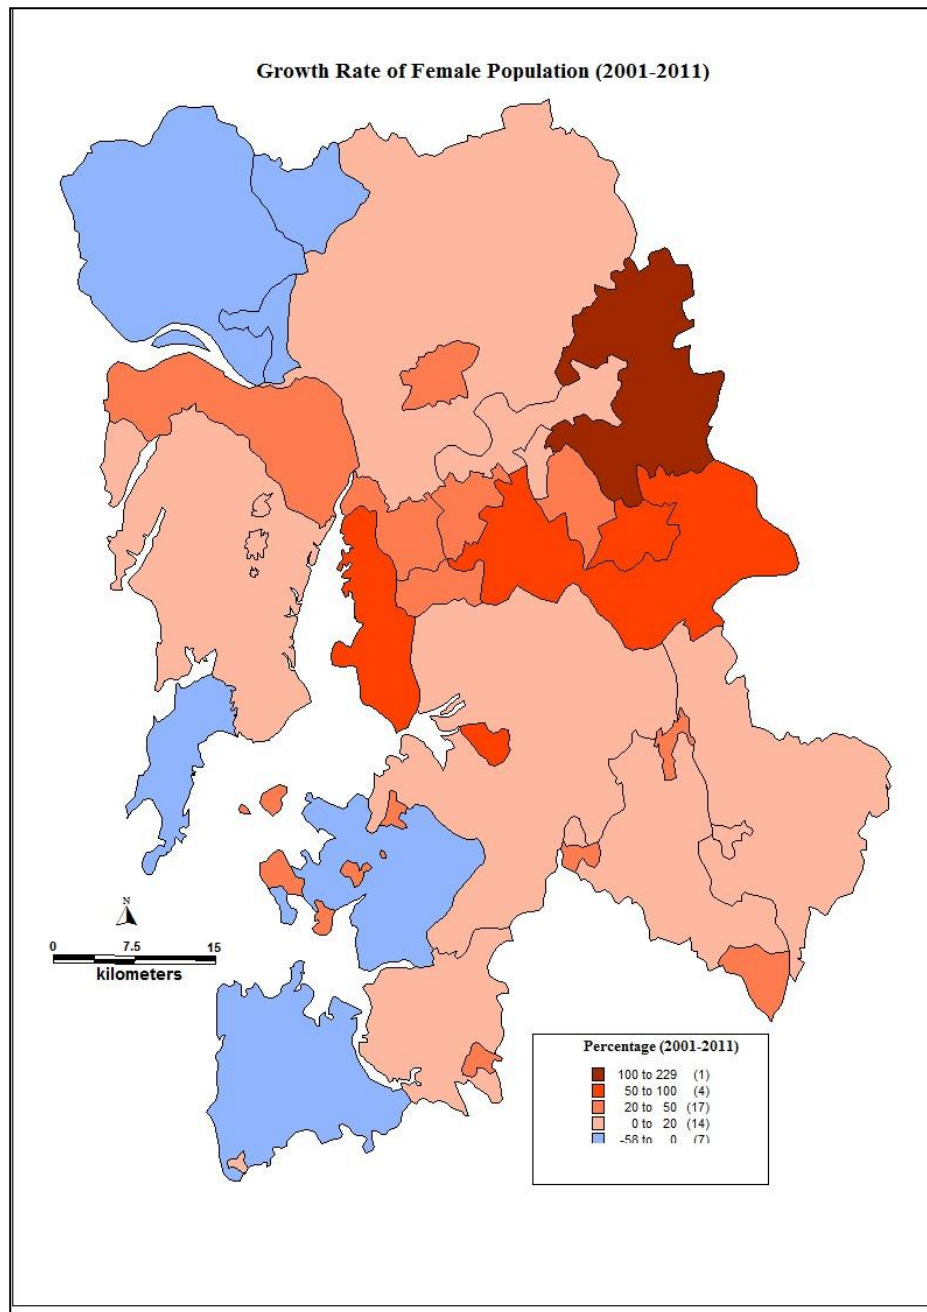 Growth Rate of Female Population (2001-2011)
N
0 7.5 15
kilometers
Percentage (2001-2011)
100 to 229 (1)
50 to 100 (4)
20 to 50 (17)
0 to 20 (14)
-58 to 0 (7)